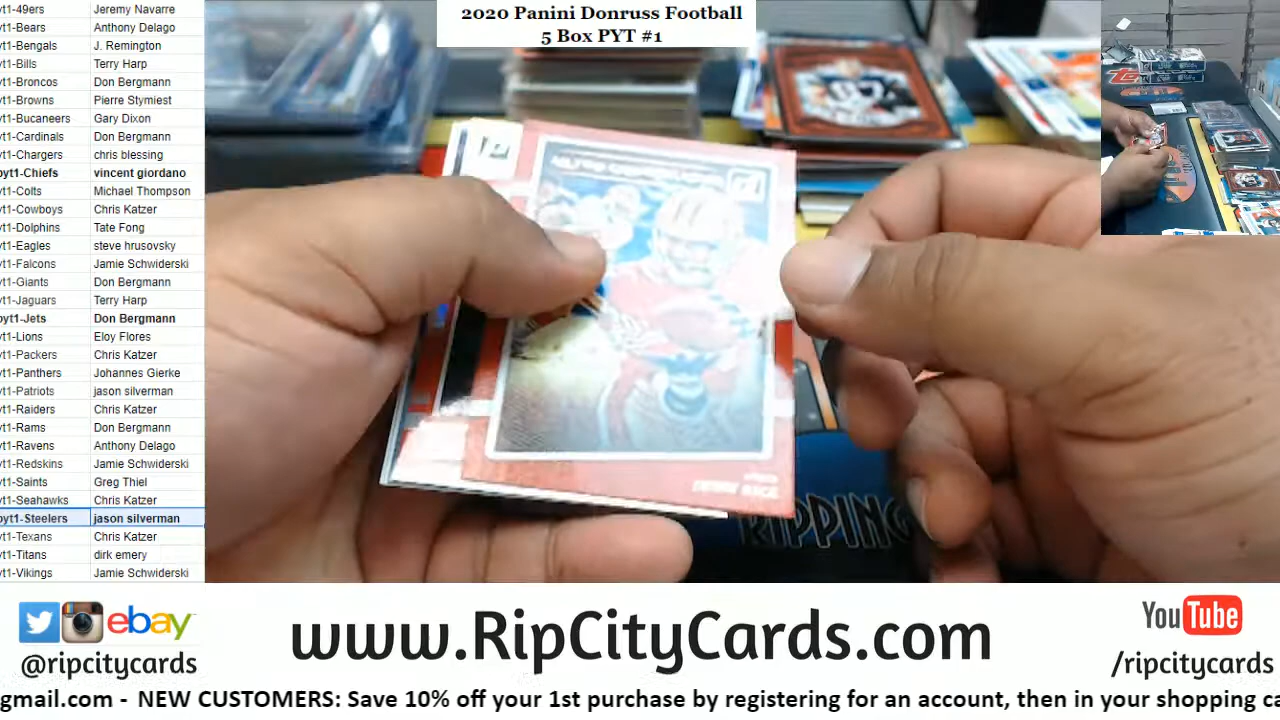 2020 Panini Donruss Football
5 Box PYT #1
yt1-49ers Jeremy Navarre
yt1-Bears Anthony Delago
yt1-Bengals J. Remington
yt1-Bills Terry Harp
yt1-Broncos Don Bergmann
yt1-Browns Pierre Stymiest
yt1-Bucaneers Gary Dixon
yt1-Cardinals Don Bergmann
yt1-Chargers chris blessing
pyt1-Chiefs vincent giordano
yt1-Colts Michael Thompson
yt1-Cowboys Chris Katzer
yt1-Dolphins Tate Fong
yt1-Eagles steve hrusovsky
yt1-Falcons Jamie Schwiderski
yt1-Giants Don Bergmann
yt1-Jaguars Terry Harp
pyt1-Jets Don Bergmann
yt1-Lions Eloy Flores
yt1-Packers Chris Katzer
yt1-Panthers Johannes Gierke
yt1-Patriots jason silverman
yt1-Raiders Chris Katzer
yt1-Rams Don Bergmann
yt1-Ravens Anthony Delago
yt1-Redskins Jamie Schwiderski
yt1-Saints Greg Thiel
yt1-Seahawks Chris Katzer
pyt1-Steelers jason silverman
yt1-Texans Chris Katzer
yt1-Titans dirk emery
yt1-Vikings Jamie Schwiderski
RIPPING
ebay
@ripcitycards
www.RipCityCards.com
YouTube
/ripcitycards
gmail.com - NEW CUSTOMERS: Save 10% off your 1st purchase by registering for an account, then in your shopping ca